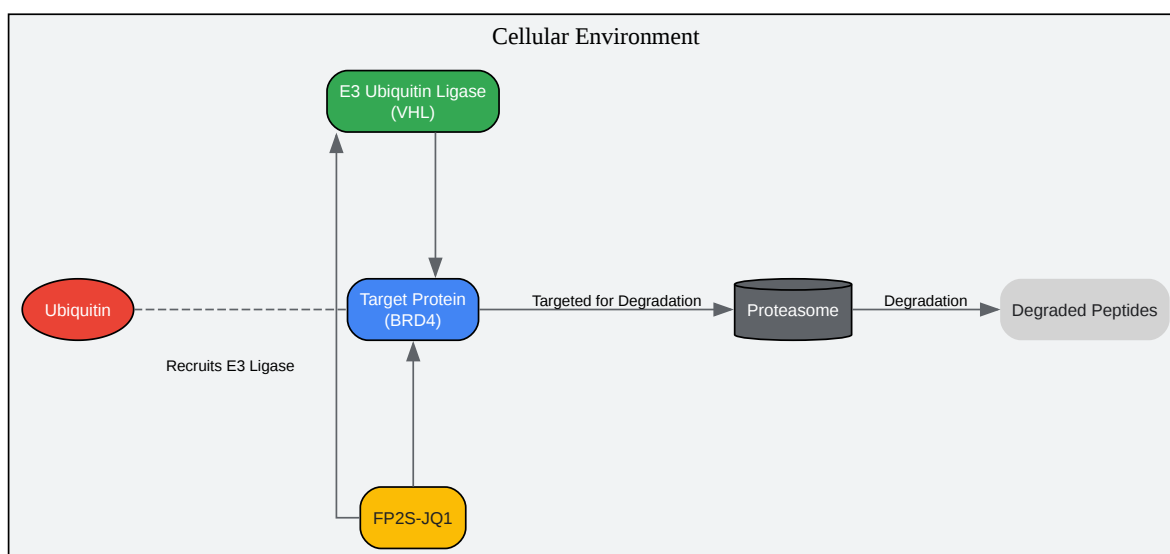 Cellular Environment
E3 Ubiquitin Ligase
(VHL)
Ubiquitin
Target Protein
(BRD4)
Targeted for Degradation
Proteasome
Degradation
Degraded Peptides
Recruits E3 Ligase
FP2S-JQ1